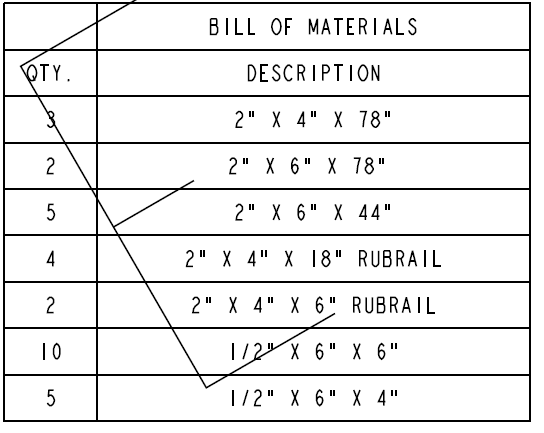 BILL OF MATERIALS
QTY. DESCRIPTION
3 2" X 4" X 78"
2 2" X 6" X 78"
5 2" X 6" X 44"
4 2" X 4" X 18" RUBRAIL
2 2" X 4" X 6" RUBRAIL
10 1/2" X 6" X 6"
5 1/2" X 6" X 4"